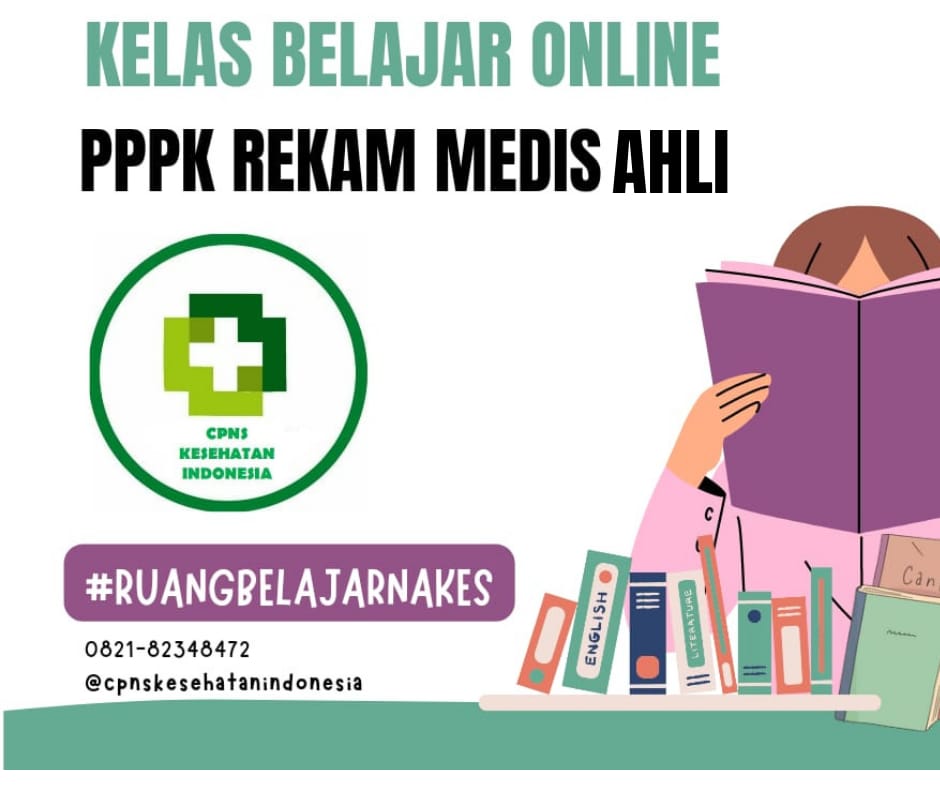 KELAS BELAJAR ONLINE
PPPK REKAM MEDIS AHLI
CPNS
KESEHATAN
INDONESIA
#RUANGBELAJARNAKES
0821-82348472
@cpnskesehatanindonesia
ENGLISH
LITERATURE
Can